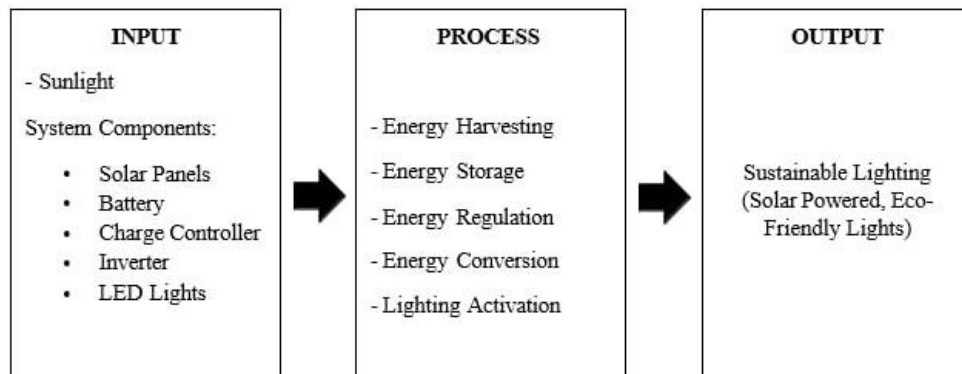 INPUT
- Sunlight
System Components:
• Solar Panels
• Battery
• Charge Controller
• Inverter
• LED Lights
PROCESS
- Energy Harvesting
- Energy Storage
- Energy Regulation
- Energy Conversion
- Lighting Activation
OUTPUT
Sustainable Lighting
(Solar Powered, Eco-
Friendly Lights)